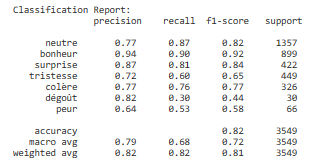 Classification Report:
precision recall f1-score support
neutre 0.77 0.87 0.82 1357
bonheur 0.94 0.90 0.92 899
surprise 0.87 0.81 0.84 422
tristesse 0.72 0.60 0.65 449
colère 0.77 0.76 0.77 326
dégoût 0.82 0.30 0.44 30
peur 0.64 0.53 0.58 66
accuracy 0.82 3549
macro avg 0.79 0.68 0.72 3549
weighted avg 0.82 0.82 0.81 3549